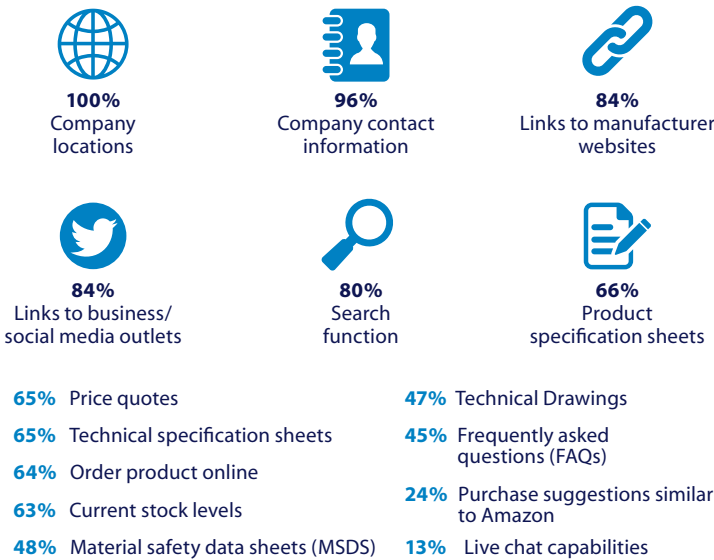 100%
Company
locations
96%
Company contact
information
84%
Links to manufacturer
websites
84%
Links to business/
social media outlets
80%
Search
function
66%
Product
specification sheets
65% Price quotes
65% Technical specification sheets
64% Order product online
63% Current stock levels
48% Material safety data sheets (MSDS)
47% Technical Drawings
45% Frequently asked
questions (FAQs)
24% Purchase suggestions similar
to Amazon
13% Live chat capabilities